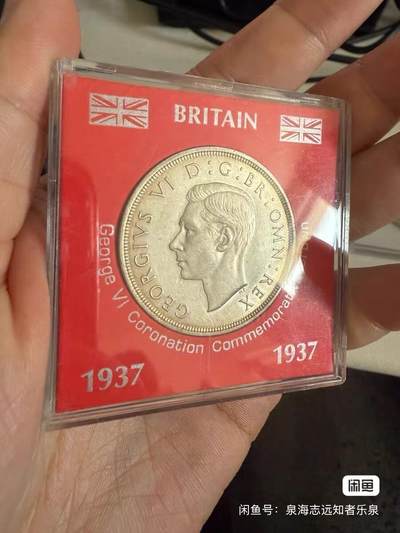 BRITAIN
GEORGIVS VI D:G:BR:OMN:REX
George VI Coronation Commemorat
1937
1937
闲鱼
闲鱼号：泉海志远知者乐泉